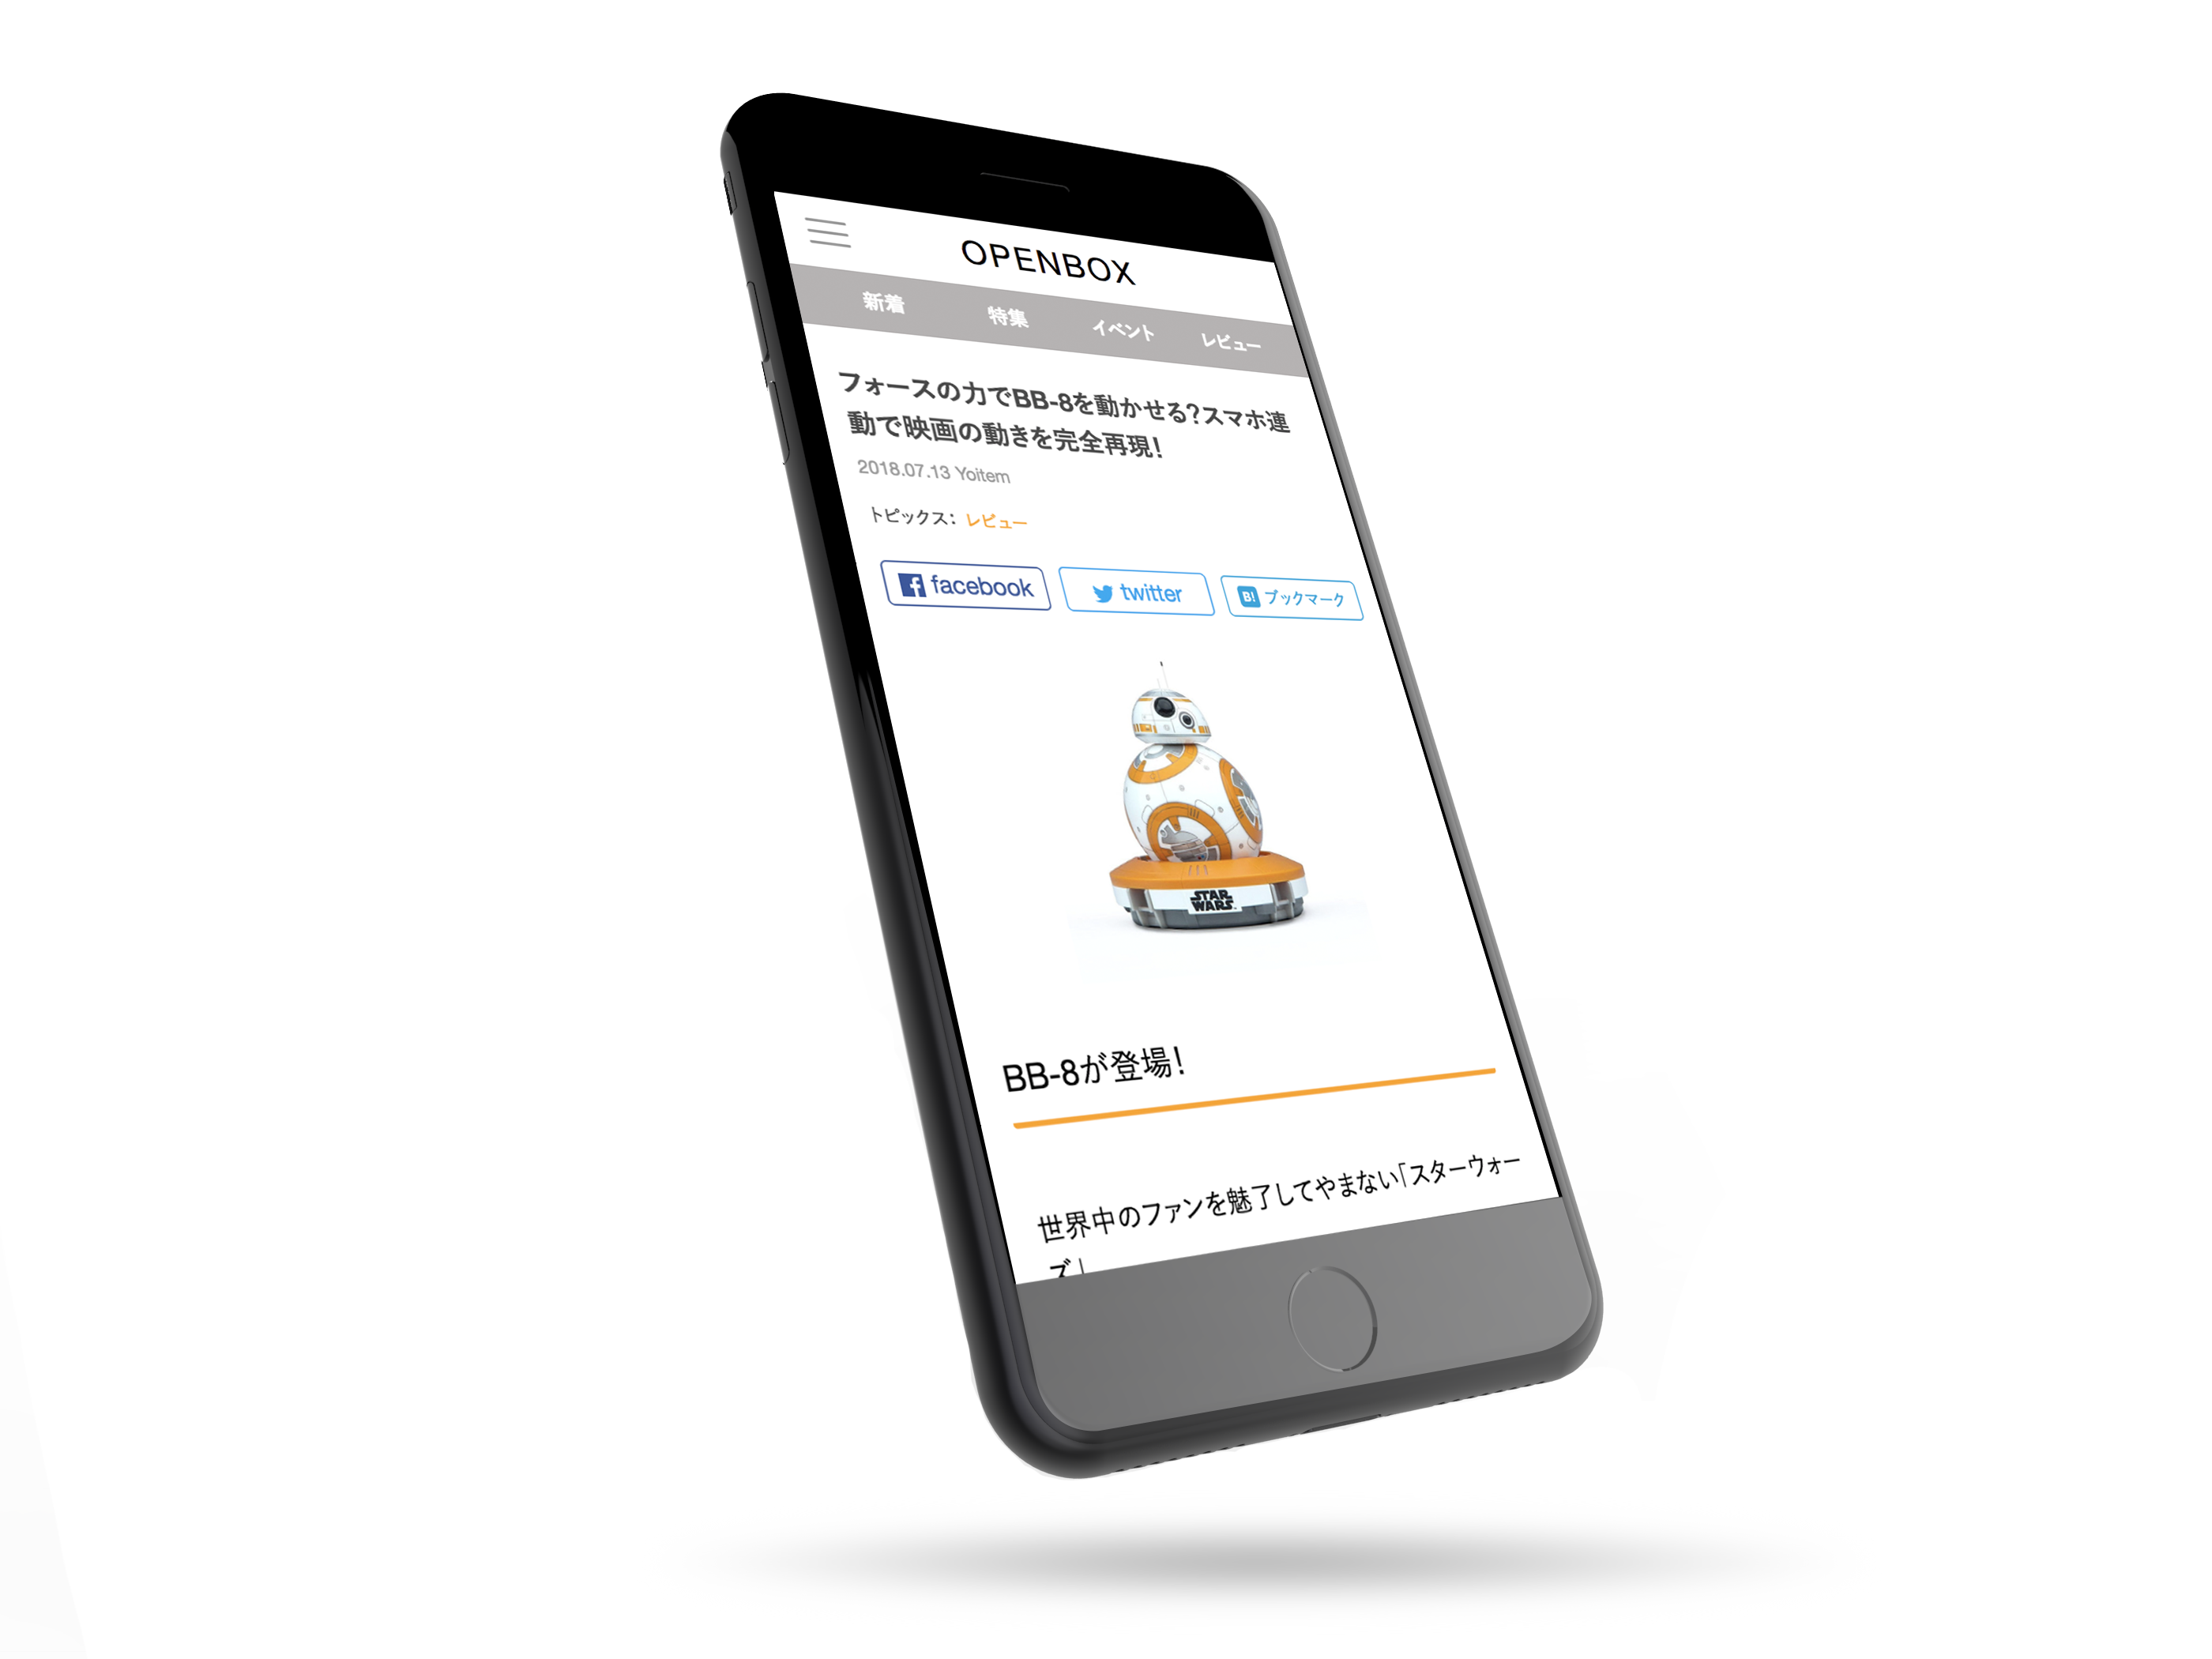 OPENBOX
新着 特集 イベント レビュー
フォースの力でBB-8を動かせる?スマホ連
動で映画の動きを完全再現!
2018.07.13 Yoitem
トピックス: レビュー
facebook twitter B! ブックマーク
STAR
WARS
BB-8が登場!
世界中のファンを魅了してやまない「スターウォー
ズ」